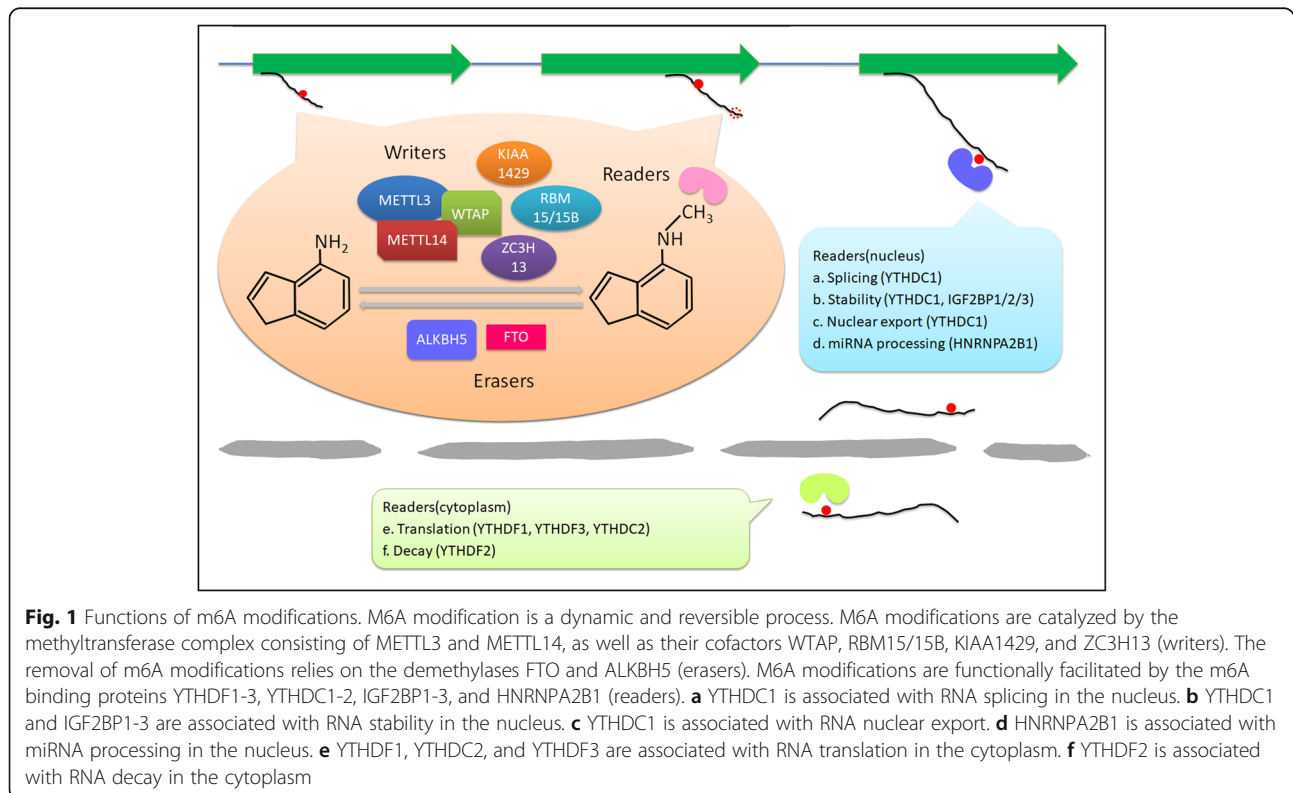 Writers
KIAA
1429
Readers
METTL3
WTAP
RBM
15/15B
CH3
METTL14
NH2
NH
ZC3H
13
Readers(nucleus)
a. Splicing (YTHDC1)
b. Stability (YTHDC1, IGF2BP1/2/3)
c. Nuclear export (YTHDC1)
d. miRNA processing (HNRNPA2B1)
ALKBH5
FTO
Erasers
Readers(cytoplasm)
e. Translation (YTHDF1, YTHDF3, YTHDC2)
f. Decay (YTHDF2)
Fig. 1 Functions of m6A modifications. M6A modification is a dynamic and reversible process. M6A modifications are catalyzed by the
methyltransferase complex consisting of METTL3 and METTL14, as well as their cofactors WTAP, RBM15/15B, KIAA1429, and ZC3H13 (writers). The
removal of m6A modifications relies on the demethylases FTO and ALKBH5 (erasers). M6A modifications are functionally facilitated by the m6A
binding proteins YTHDF1-3, YTHDC1-2, IGF2BP1-3, and HNRNPA2B1 (readers). a YTHDC1 is associated with RNA splicing in the nucleus. b YTHDC1
and IGF2BP1-3 are associated with RNA stability in the nucleus. c YTHDC1 is associated with RNA nuclear export. d HNRNPA2B1 is associated with
miRNA processing in the nucleus. e YTHDF1, YTHDC2, and YTHDF3 are associated with RNA translation in the cytoplasm. f YTHDF2 is associated
with RNA decay in the cytoplasm